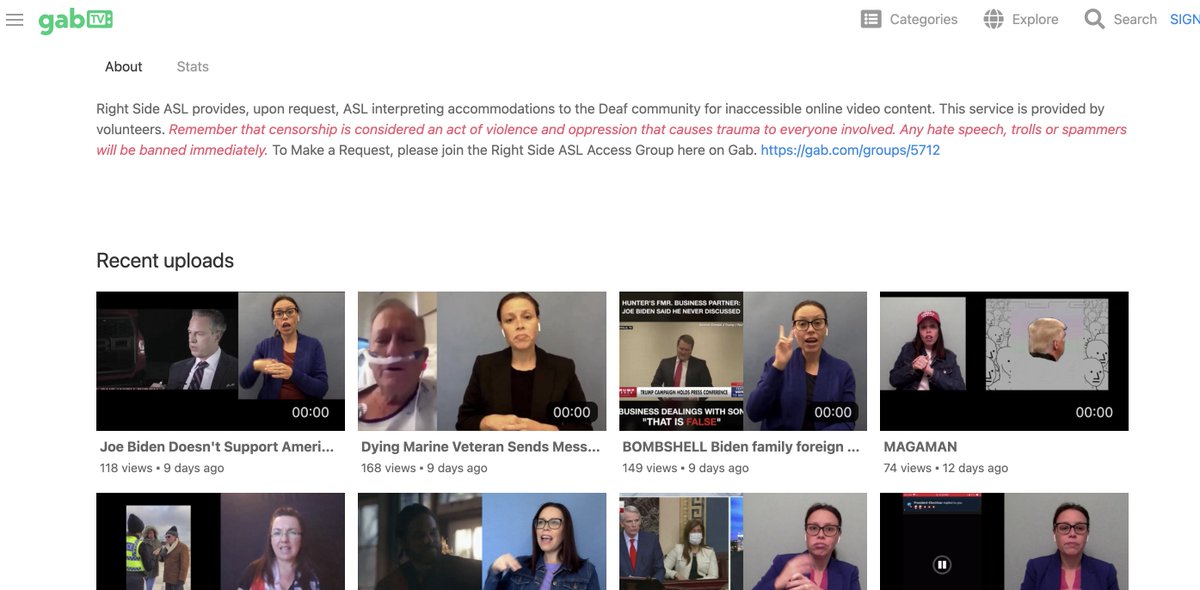 gab TV:
Categories
Explore
Search
SIGN
About
Stats
Right Side ASL provides, upon request, ASL interpreting accommodations to the Deaf community for inaccessible online video content. This service is provided by
volunteers. Remember that censorship is considered an act of violence and oppression that causes trauma to everyone involved. Any hate speech, trolls or spammers
will be banned immediately. To Make a Request, please join the Right Side ASL Access Group here on Gab. https://gab.com/groups/5712
Recent uploads
00:00
Joe Biden Doesn't Support Ameri...
118 views • 9 days ago
00:00
Dying Marine Veteran Sends Mess...
168 views • 9 days ago
HUNTER'S FMR. BUSINESS PARTNER:
JOE BIDEN SAID HE NEVER DISCUSSED
TRUMP CAMPAIGN HOLDS PRESS CONFERENCE
BUSINESS DEALINGS WITH SON
"THAT IS FALSE"
00:00
BOMBSHELL Biden family foreign ...
149 views • 9 days ago
00:00
MAGAMAN
74 views • 12 days ago